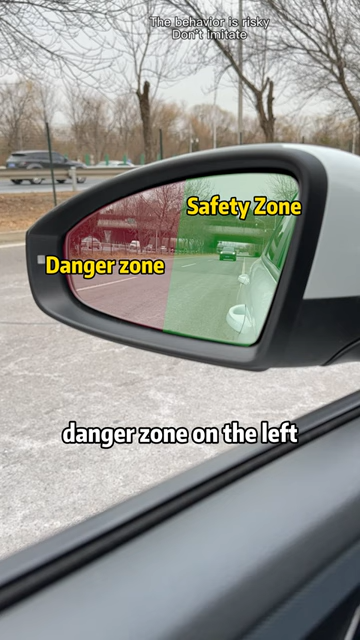 The behavior is risky
Don't imitate
Safety Zone
Danger zone
danger zone on the left